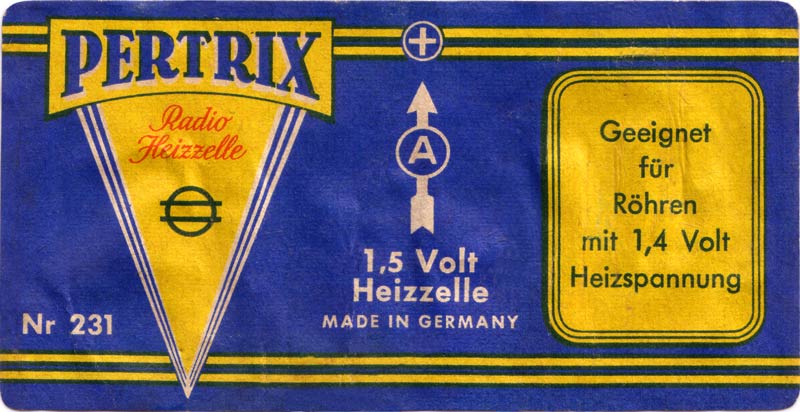 PERTRIX
Radio
Heizzelle
Nr 231
+
A
1,5 Volt
Heizzelle
MADE IN GERMANY
Geeignet
für
Röhren
mit 1,4 Volt
Heizspannung